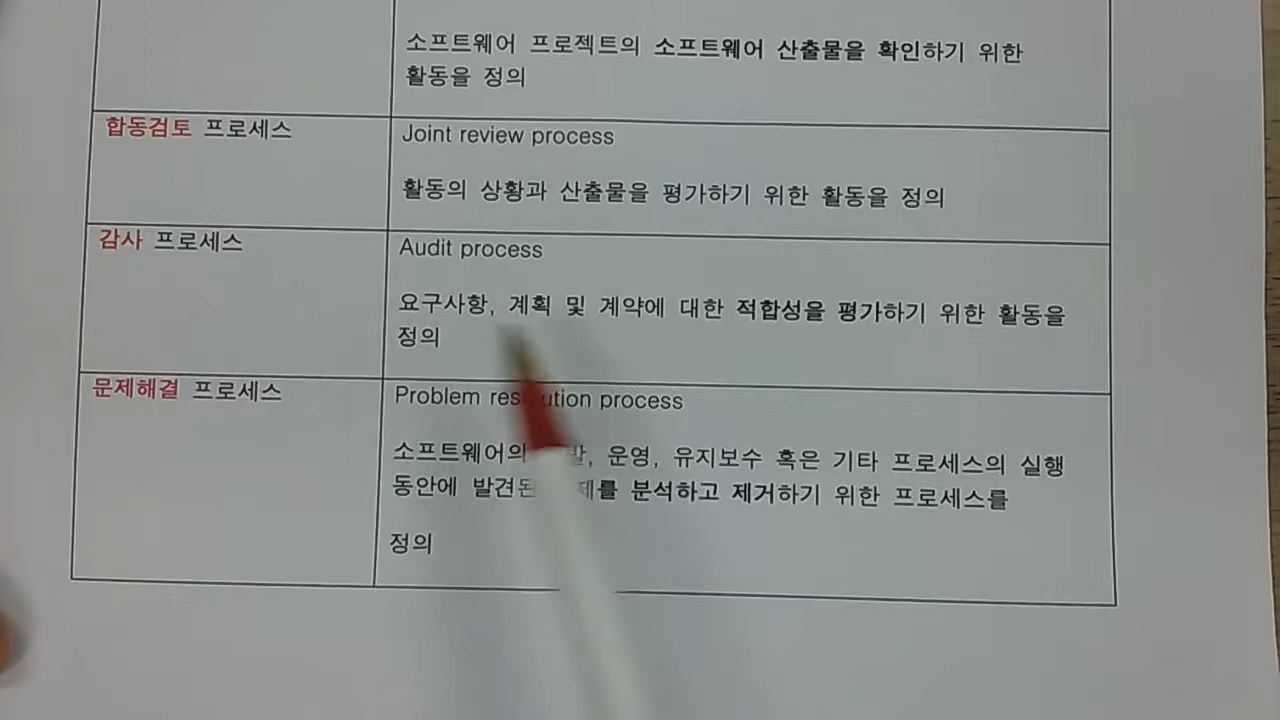 소프트웨어 프로젝트의 소프트웨어 산출물을 확인하기 위한
활동을 정의
합동검토 프로세스
Joint review process
활동의 상황과 산출물을 평가하기 위한 활동을 정의
감사 프로세스
Audit process
요구사항, 계획 및 계약에 대한 적합성을 평가하기 위한 활동을
정의
문제해결 프로세스
Problem process
소프트웨어의 운영, 유지보수 혹은 기타 프로세스의 실행
동안에 분석하고 제거하기 위한 프로세스를
정의